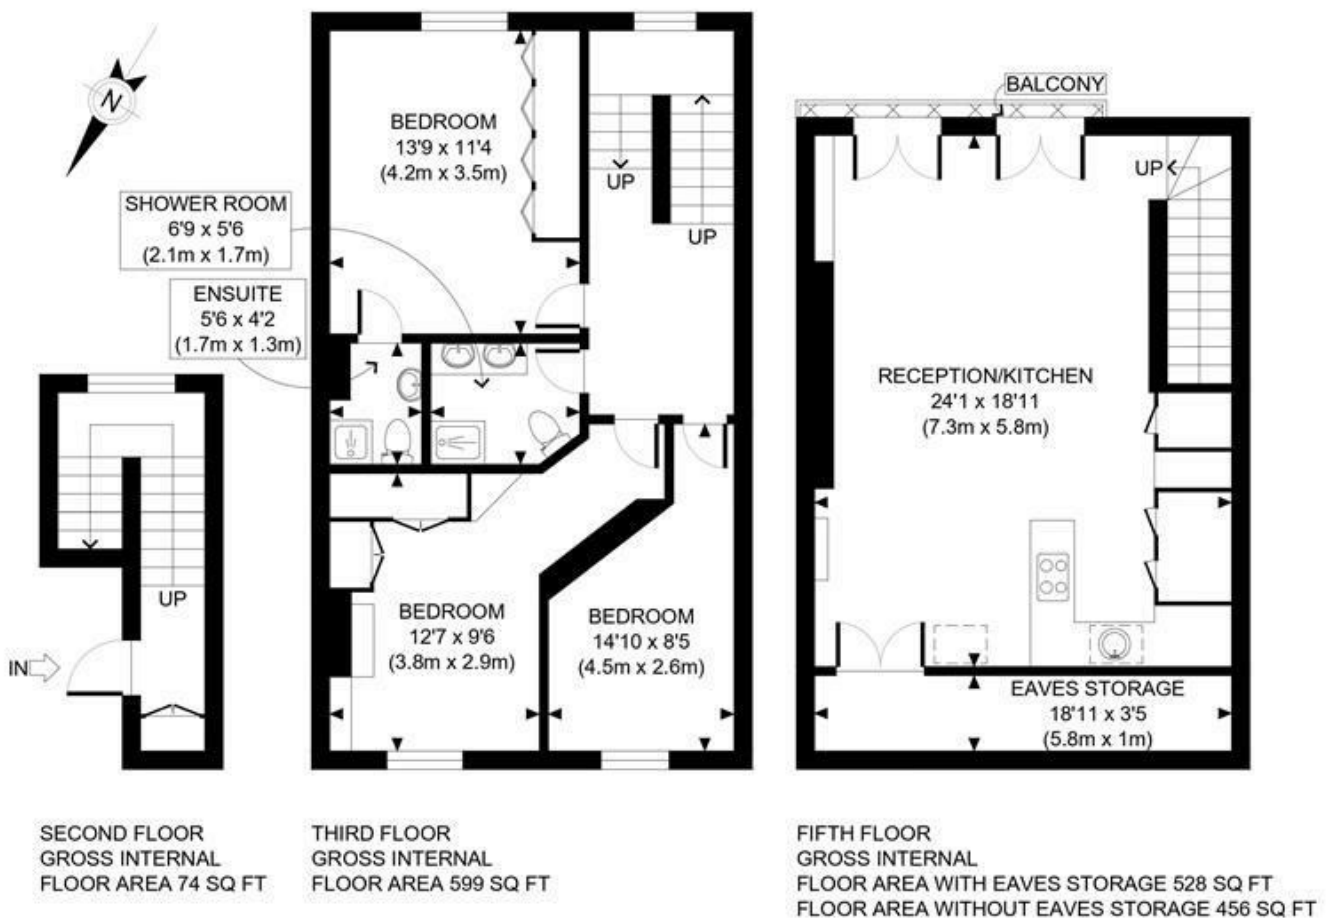 N
BALCONY
BEDROOM
13'9 x 11'4
(4.2m x 3.5m)
UP
UP
UP
SHOWER ROOM
6'9 x 5'6
(2.1m x 1.7m)
ENSUITE
5'6 x 4'2
(1.7m x 1.3m)
RECEPTION/KITCHEN
24'1 x 18'11
(7.3m x 5.8m)
UP
IN
BEDROOM
12'7 x 9'6
(3.8m x 2.9m)
BEDROOM
14'10 x 8'5
(4.5m x 2.6m)
EAVES STORAGE
18'11 x 3'5
(5.8m x 1m)
SECOND FLOOR
GROSS INTERNAL
FLOOR AREA 74 SQ FT
THIRD FLOOR
GROSS INTERNAL
FLOOR AREA 599 SQ FT
FIFTH FLOOR
GROSS INTERNAL
FLOOR AREA WITH EAVES STORAGE 528 SQ FT
FLOOR AREA WITHOUT EAVES STORAGE 456 SQ FT